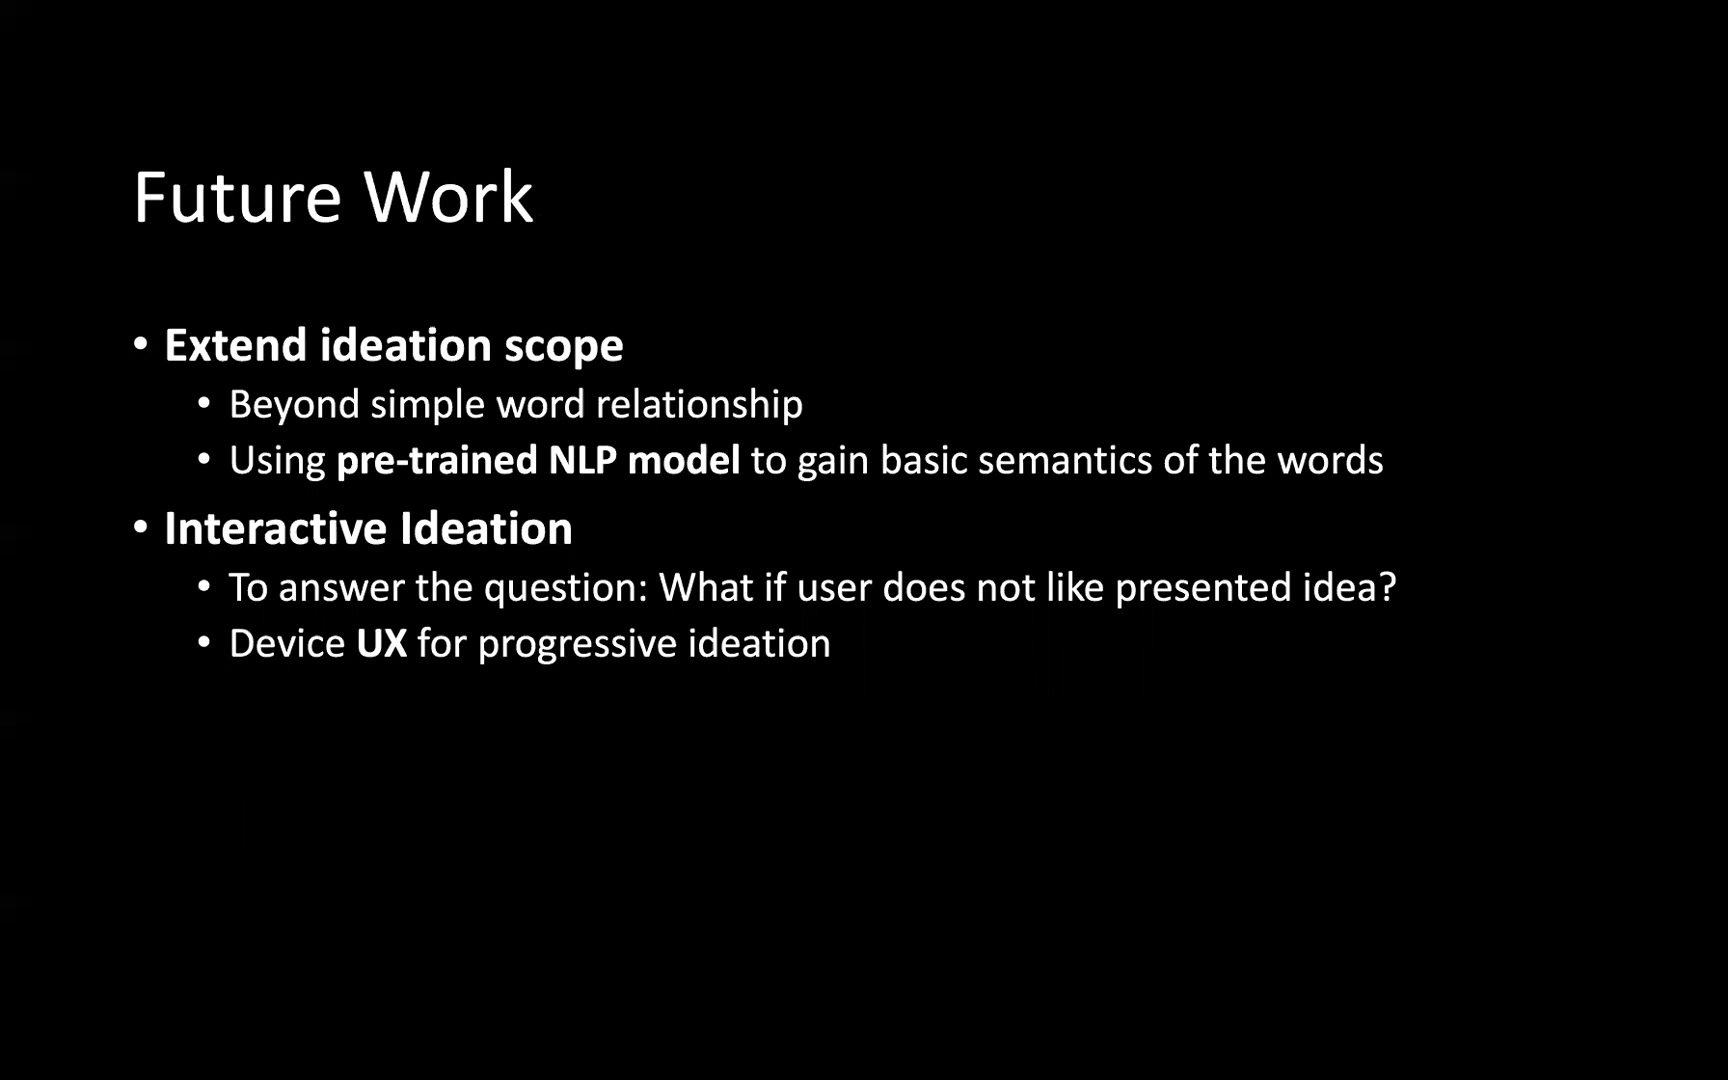 Future Work
• Extend ideation scope
• Beyond simple word relationship
• Using pre-trained NLP model to gain basic semantics of the words
• Interactive Ideation
• To answer the question: What if user does not like presented idea?
• Device UX for progressive ideation